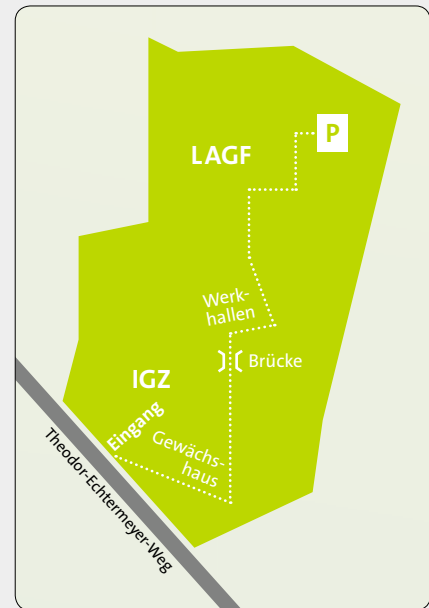 P
LAGF
Werk-
hallen
Brücke
IGZ
Eingang
Gewächs-
haus
Theodor-Echtermeyer-Weg